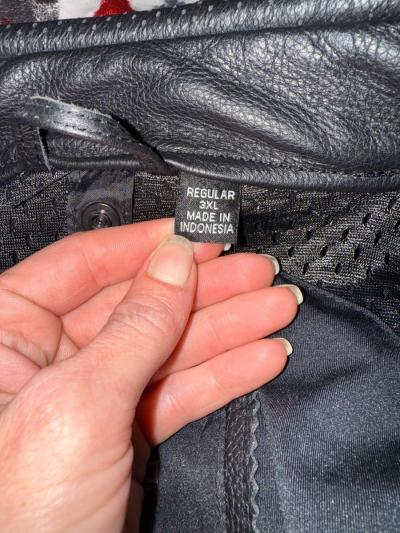 REGULAR
3XL
MADE IN
INDONESIA